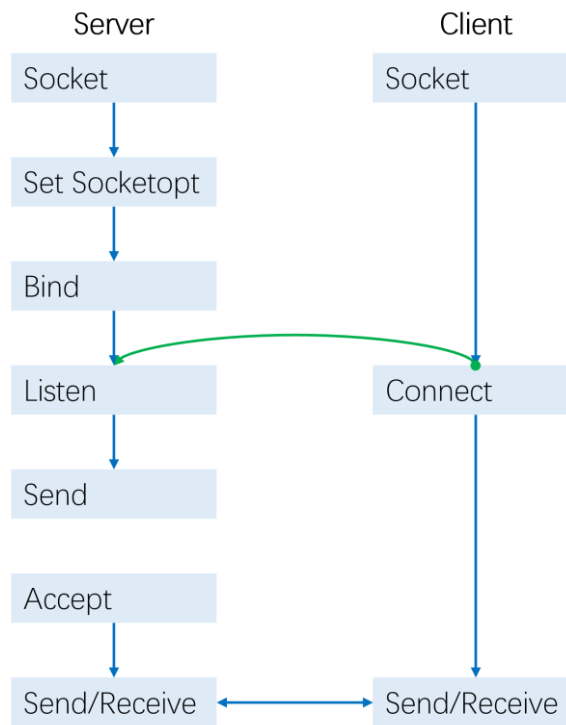 Server
Client
Socket
Socket
Set Socketopt
Bind
Listen
Connect
Send
Accept
Send/Receive
Send/Receive